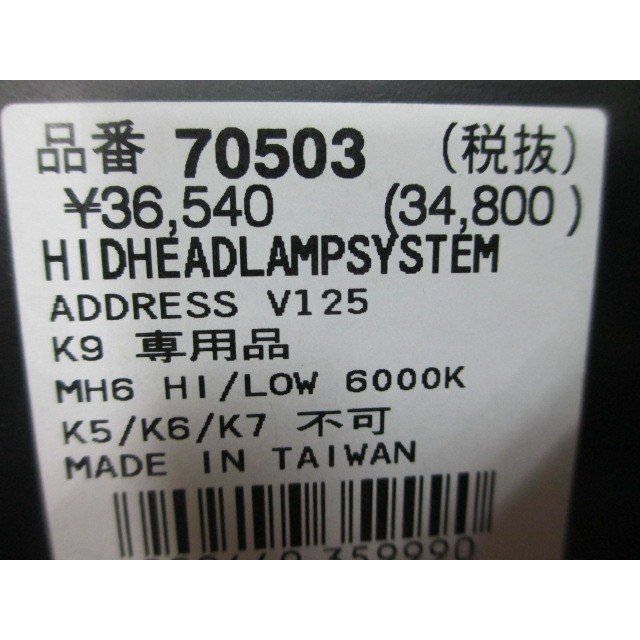 品番 70503 (税抜)
¥36,540 (34,800)
HIDHEADLAMPSYSTEM
ADDRESS V125
K9 専用品
MH6 HI/LOW 6000K
K5/K6/K7 不可
MADE IN TAIWAN
359990